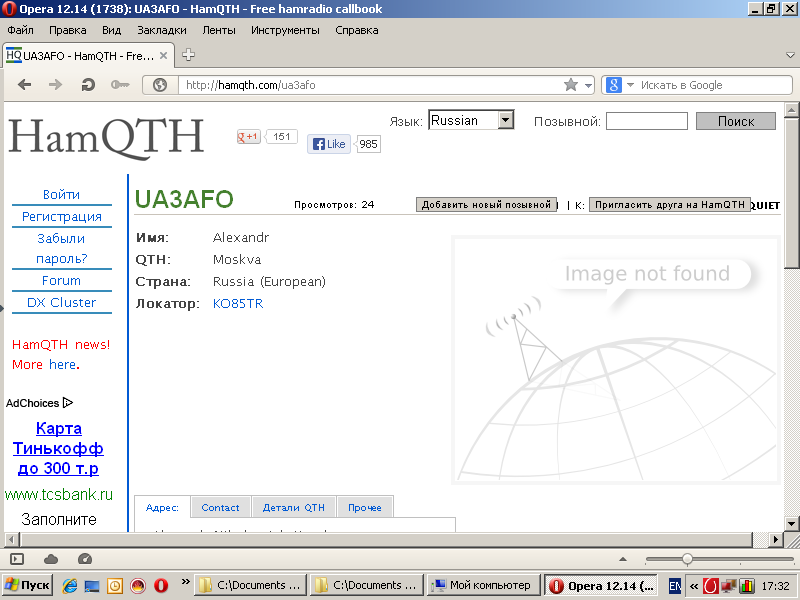 Opera 12.14 (1738): UA3AFO - HamQTH - Free hamradio callbook
Файл Правка Вид Закладки Ленты Инструменты Справка
HQ UA3AFO - HamQTH - Fre...
http://hamqth.com/ua3afo
8 Искать в Google
HamQTH
g +1 151
Like 985
Язык: Russian
Позывной: Поиск
Войти
Регистрация
Забыли
пароль?
Forum
DX Cluster
HamQTH news!
More here.
AdChoices
Карта
Тинькофф
до 300 т.р
www.tcsbank.ru
Заполните
UA3AFO
Просмотров: 24
Добавить новый позывной | K: Пригласить друга на HamQTH QUIET
Имя: Alexandr
QTH: Moskva
Страна: Russia (European)
Локатор: KO85TR
Image not found
Адрес: Contact Детали QTH Прочее
Пуск » C:\Documents ... C:\Documents ... Мой компьютер Opera 12.14 (... EN « 17:32